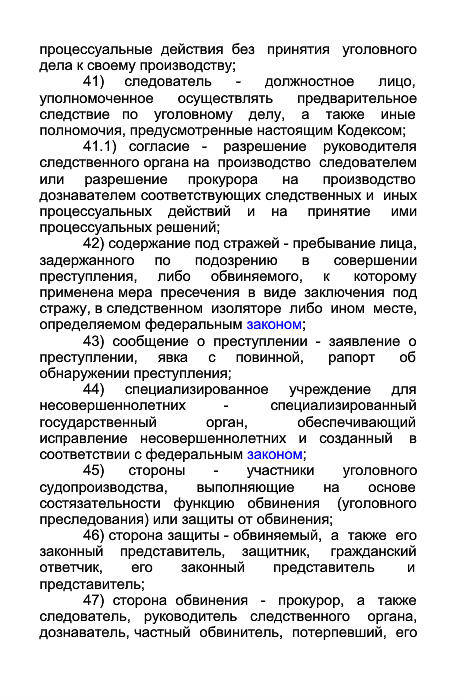 процессуальные действия без принятия уголовного
дела к своему производству;
41) следователь - должностное лицо,
уполномоченное осуществлять предварительное
следствие по уголовному делу, а также иные
полномочия, предусмотренные настоящим Кодексом;
41.1) согласие - разрешение руководителя
следственного органа на производство следователем
или разрешение прокурора на производство
дознавателем соответствующих следственных и иных
процессуальных действий и на принятие ими
процессуальных решений;
42) содержание под стражей - пребывание лица,
задержанного по подозрению в совершении
преступления, либо обвиняемого, к которому
применена мера пресечения в виде заключения под
стражу, в следственном изоляторе либо ином месте,
определяемом федеральным законом;
43) сообщение о преступлении - заявление о
преступлении, явка с повинной, рапорт об
обнаружении преступления;
44) специализированное учреждение для
несовершеннолетних - специализированный
государственный орган, обеспечивающий
исправление несовершеннолетних и созданный в
соответствии с федеральным законом;
45) стороны - участники уголовного
судопроизводства, выполняющие на основе
состязательности функцию обвинения (уголовного
преследования) или защиты от обвинения;
46) сторона защиты - обвиняемый, а также его
законный представитель, защитник, гражданский
ответчик, его законный представитель и
представитель;
47) сторона обвинения - прокурор, а также
следователь, руководитель следственного органа,
дознаватель, частный обвинитель, потерпевший, его